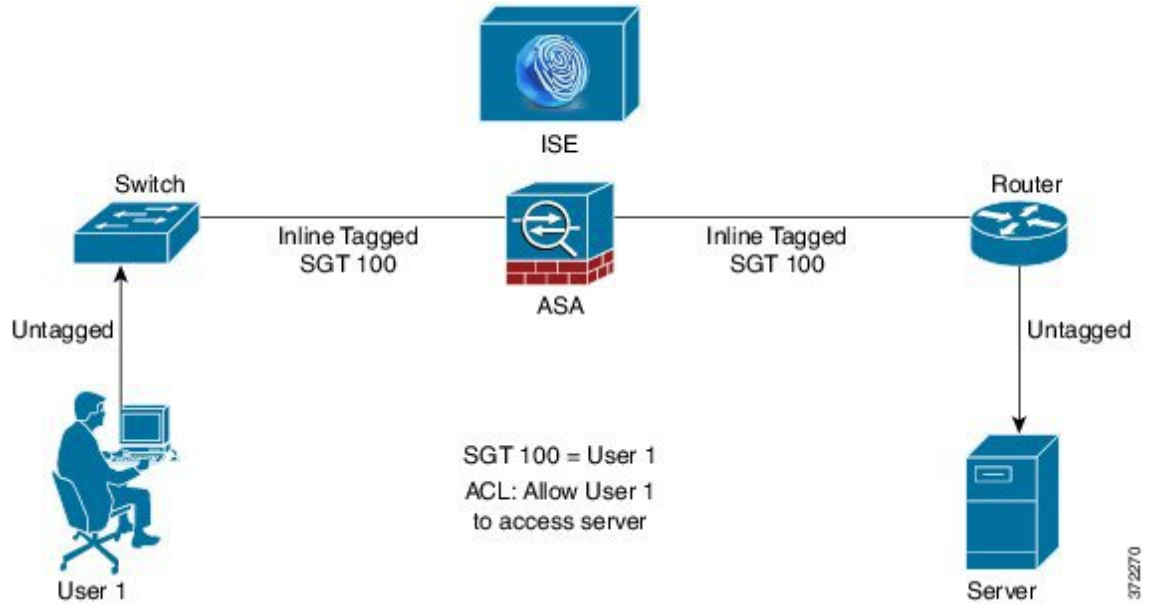 ISE
Switch
Router
Inline Tagged
SGT 100
Inline Tagged
SGT 100
ASA
Untagged
Untagged
SGT 100 = User 1
ACL: Allow User 1
to access server
User 1
Server
372270